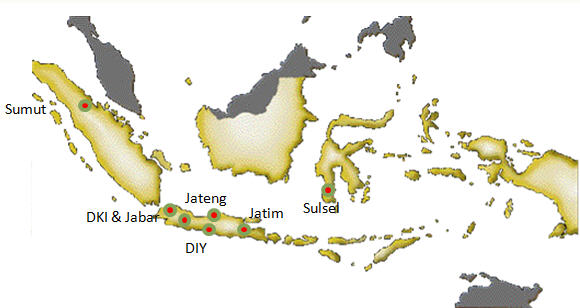 Sumut
Jateng
DKI & Jabar
Jatim
Sulsel
DIY